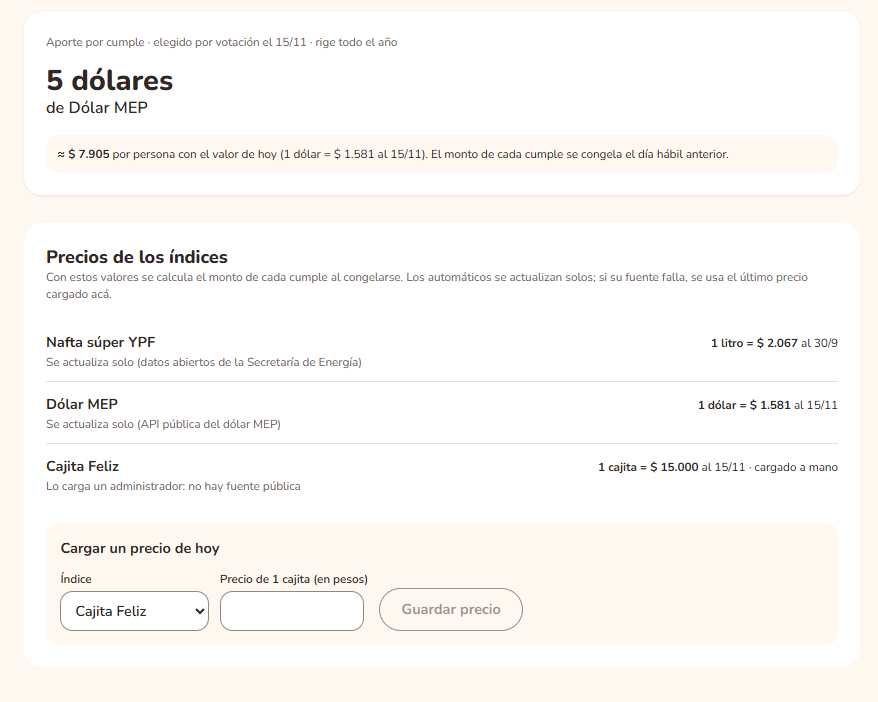 Aporte por cumple · elegido por votación el 15/11 · rige todo el año
5 dólares
de Dólar MEP
≈ $ 7.905 por persona con el valor de hoy (1 dólar = $ 1.581 al 15/11). El monto de cada cumple se congela el día hábil anterior.
Precios de los índices
Con estos valores se calcula el monto de cada cumple al congelarse. Los automáticos se actualizan solos; si su fuente falla, se usa el último precio
cargado acá.
Nafta súper YPF
1 litro = $ 2.067 al 30/9
Se actualiza solo (datos abiertos de la Secretaría de Energía)
Dólar MEP
1 dólar = $ 1.581 al 15/11
Se actualiza solo (API pública del dólar MEP)
Cajita Feliz
1 cajita = $ 15.000 al 15/11 · cargado a mano
Lo carga un administrador: no hay fuente pública
Cargar un precio de hoy
Índice
Precio de 1 cajita (en pesos)
Cajita Feliz
Guardar precio